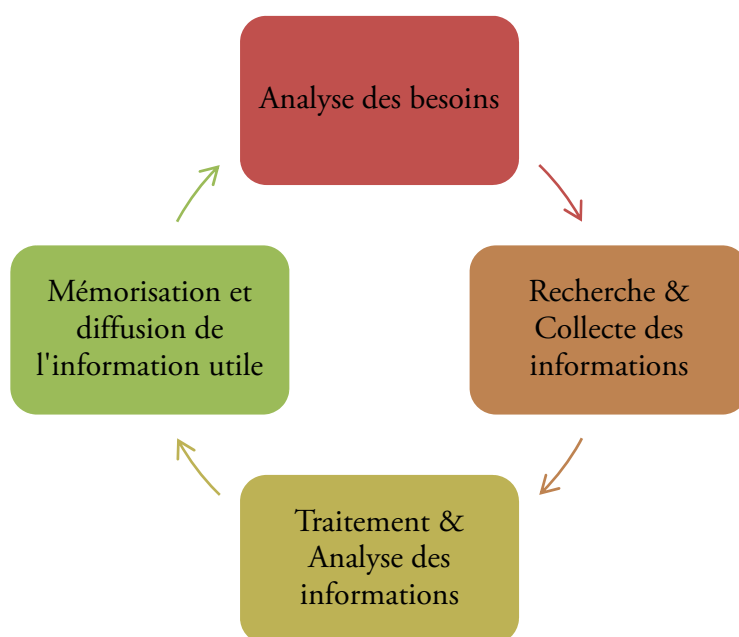 Analyse des besoins
Recherche &
Collecte des
informations
Traitement &
Analyse des
informations
Mémorisation et
diffusion de
l'information utile